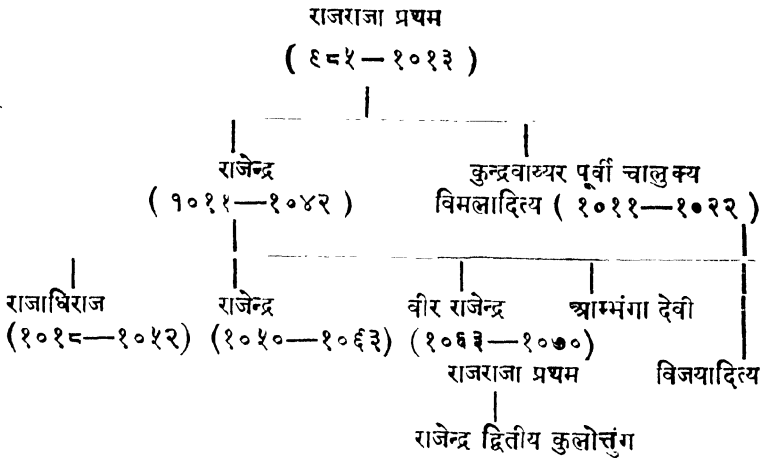 राजराजा प्रथम
( ९८५—१०१३ )
राजेन्द्र
( १०११—१०४२ )
कुन्द्रवाय्यर पूर्वी चालुक्य
विमलादित्य ( १०११—१०२२ )
राजाधिराज
(१०१८—१०५२)
राजेन्द्र
(१०५०—१०६३)
वीर राजेन्द्र
(१०६३—१०७०)
आम्भंगा देवी
राजराजा प्रथम
विजयादित्य
राजेन्द्र द्वितीय कुलोत्तुंग